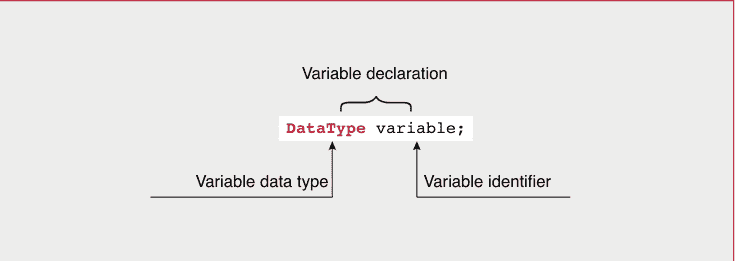 Variable declaration
DataType variable;
Variable data type
Variable identifier